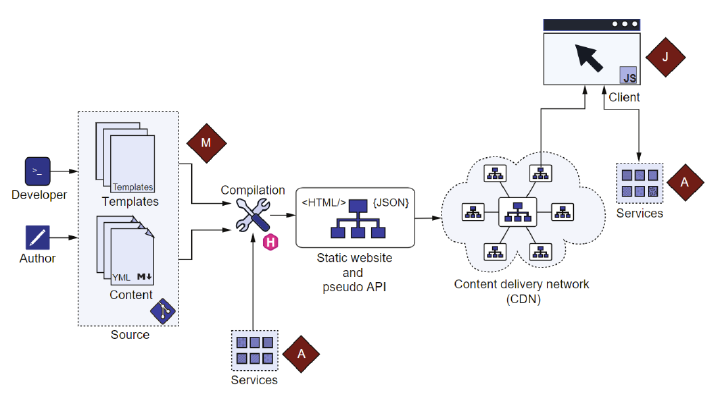 JS
J
Client
M
>_
Developer
Templates
Templates
Compilation
<HTML/>
{JSON}
A
Services
Author
H
YML M↓
Content
Static website
and
pseudo API
Content delivery network
(CDN)
Source
A
Services